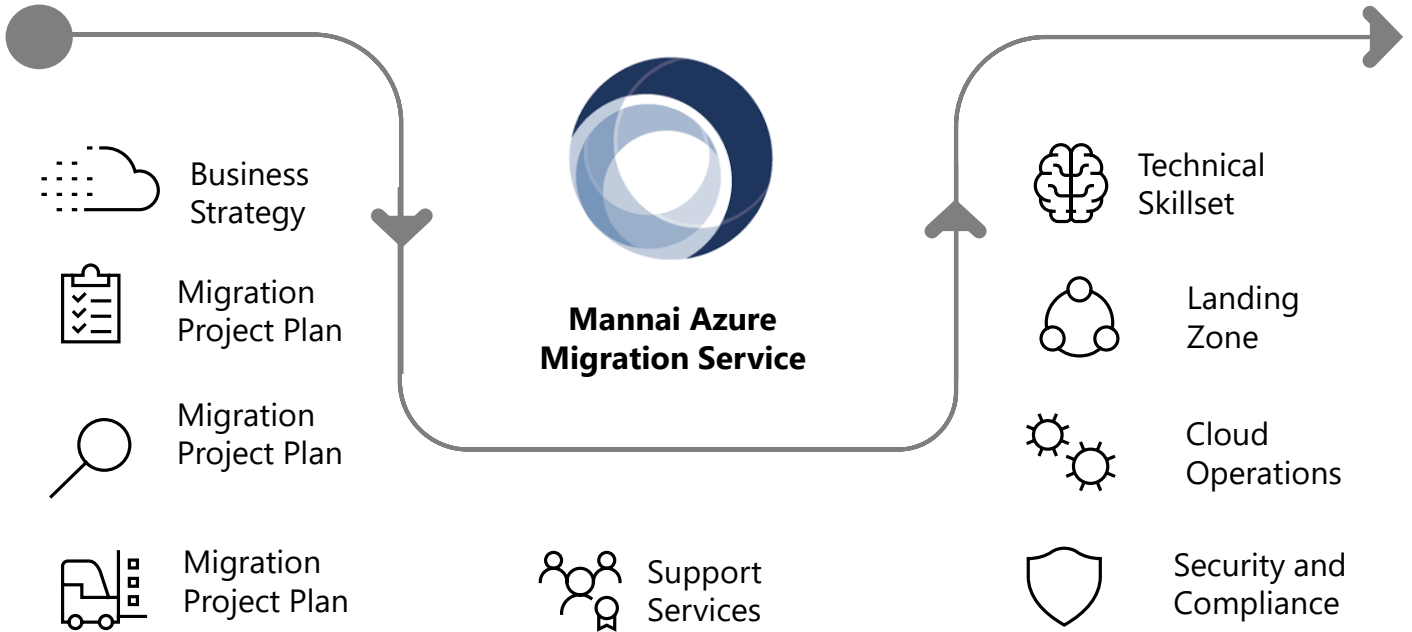 Business
Strategy
Migration
Project Plan
Migration
Project Plan
Migration
Project Plan
Mannai Azure
Migration Service
Support
Services
Technical
Skillset
Landing
Zone
Cloud
Operations
Security and
Compliance